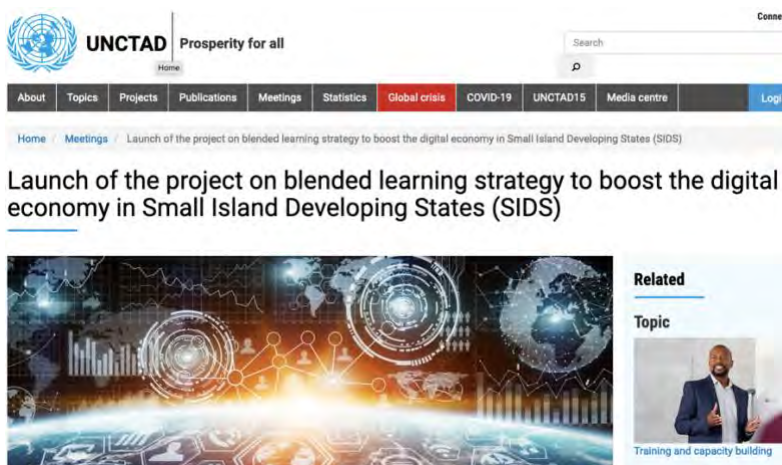 Conne
UNCTAD Prosperity for all
Home
Search
About Topics Projects Publications Meetings Statistics Global crisis COVID-19 UNCTAD15 Media centre Logi
Home / Meetings / Launch of the project on blended learning strategy to boost the digital economy in Small Island Developing States (SIDS)
Launch of the project on blended learning strategy to boost the digital
economy in Small Island Developing States (SIDS)
Related
Topic
Training and capacity building